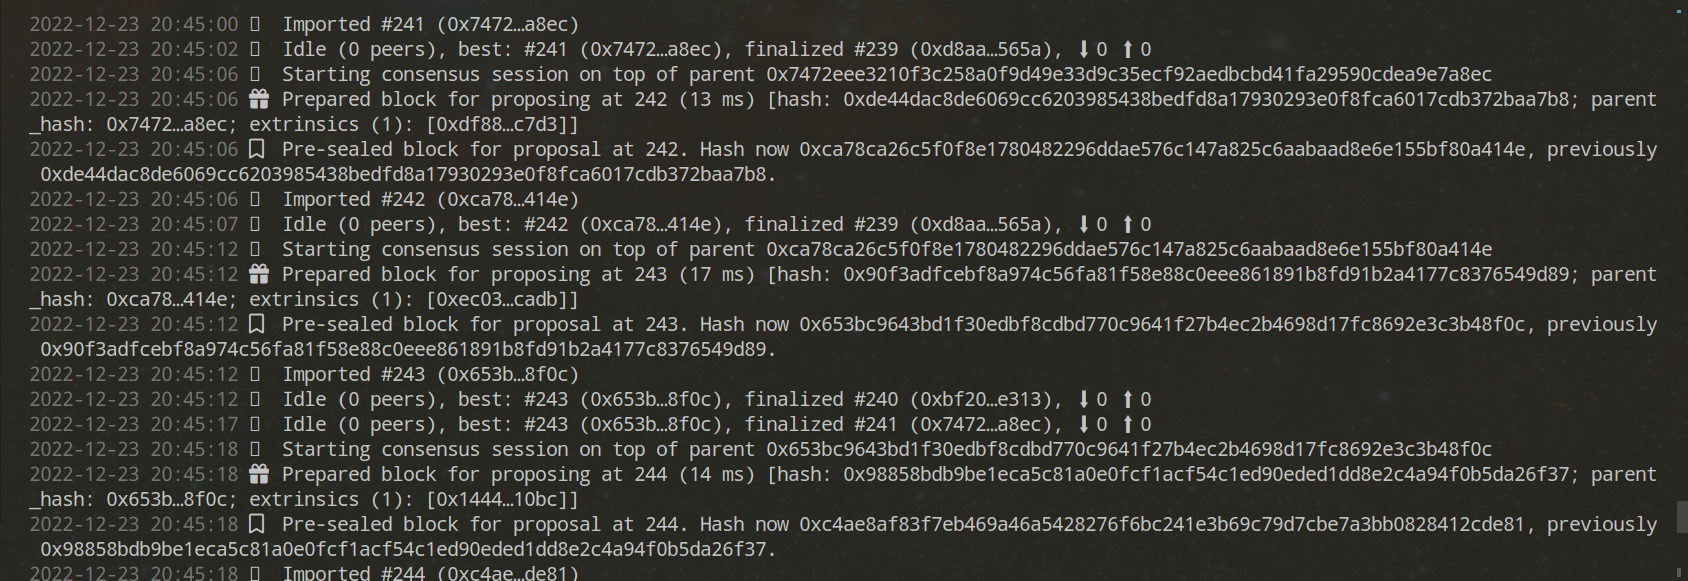 2022-12-23 20:45:00 Imported #241 (0x7472…a8ec)
2022-12-23 20:45:02 Idle (0 peers), best: #241 (0x7472…a8ec), finalized #239 (0xd8aa…565a), ⬇ 0 ⬆ 0
2022-12-23 20:45:06 Starting consensus session on top of parent 0x7472eee3210f3c258a0f9d49e33d9c35ecf92aedbcbd41fa29590cdea9e7a8ec
2022-12-23 20:45:06 🎁 Prepared block for proposing at 242 (13 ms) [hash: 0xde44dac8de6069cc6203985438bedfd8a17930293e0f8fca6017cdb372baa7b8; parent
_hash: 0x7472…a8ec; extrinsics (1): [0xdf88…c7d3]]
2022-12-23 20:45:06 🔖 Pre-sealed block for proposal at 242. Hash now 0xca78ca26c5f0f8e1780482296ddae576c147a825c6aabaad8e6e155bf80a414e, previously
0xde44dac8de6069cc6203985438bedfd8a17930293e0f8fca6017cdb372baa7b8.
2022-12-23 20:45:06 Imported #242 (0xca78…414e)
2022-12-23 20:45:07 Idle (0 peers), best: #242 (0xca78…414e), finalized #239 (0xd8aa…565a), ⬇ 0 ⬆ 0
2022-12-23 20:45:12 Starting consensus session on top of parent 0xca78ca26c5f0f8e1780482296ddae576c147a825c6aabaad8e6e155bf80a414e
2022-12-23 20:45:12 🎁 Prepared block for proposing at 243 (17 ms) [hash: 0x90f3adfcebf8a974c56fa81f58e88c0eee861891b8fd91b2a4177c8376549d89; parent
_hash: 0xca78…414e; extrinsics (1): [0xec03…cadb]]
2022-12-23 20:45:12 🔖 Pre-sealed block for proposal at 243. Hash now 0x653bc9643bd1f30edbf8cdbd770c9641f27b4ec2b4698d17fc8692e3c3b48f0c, previously
0x90f3adfcebf8a974c56fa81f58e88c0eee861891b8fd91b2a4177c8376549d89.
2022-12-23 20:45:12 Imported #243 (0x653b…8f0c)
2022-12-23 20:45:12 Idle (0 peers), best: #243 (0x653b…8f0c), finalized #240 (0xbf20…e313), ⬇ 0 ⬆ 0
2022-12-23 20:45:17 Idle (0 peers), best: #243 (0x653b…8f0c), finalized #241 (0x7472…a8ec), ⬇ 0 ⬆ 0
2022-12-23 20:45:18 Starting consensus session on top of parent 0x653bc9643bd1f30edbf8cdbd770c9641f27b4ec2b4698d17fc8692e3c3b48f0c
2022-12-23 20:45:18 🎁 Prepared block for proposing at 244 (14 ms) [hash: 0x98858bdb9be1eca5c81a0e0fcf1acf54c1ed90eded1dd8e2c4a94f0b5da26f37; parent
_hash: 0x653b…8f0c; extrinsics (1): [0x1444…10bc]]
2022-12-23 20:45:18 🔖 Pre-sealed block for proposal at 244. Hash now 0xc4ae8af83f7eb469a46a5428276f6bc241e3b69c79d7cbe7a3bb0828412cde81, previously
0x98858bdb9be1eca5c81a0e0fcf1acf54c1ed90eded1dd8e2c4a94f0b5da26f37.
2022-12-23 20:45:18 Imported #244 (0xc4ae…de81)